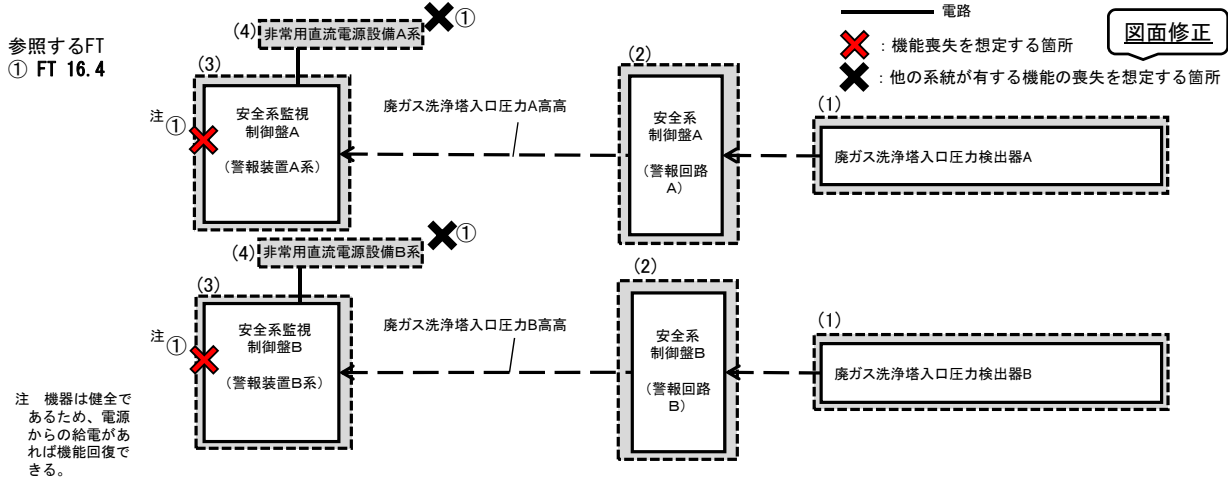 参照するFT
① FT 16.4
電路
：機能喪失を想定する箇所
：他の系統が有する機能の喪失を想定する箇所
図面修正
(4)
非常用直流電源設備A系
①
(3)
注①
安全系監視
制御盤A
（警報装置A系）
廃ガス洗浄塔入口圧力A高高
(2)
安全系
制御盤A
（警報回路
A）
(1)
廃ガス洗浄塔入口圧力検出器A
(4)
非常用直流電源設備B系
①
(3)
注①
安全系監視
制御盤B
（警報装置B系）
廃ガス洗浄塔入口圧力B高高
(2)
安全系
制御盤B
（警報回路
B）
(1)
廃ガス洗浄塔入口圧力検出器B
注　機器は健全で
あるため、電源
からの給電があ
れば機能回復で
きる。